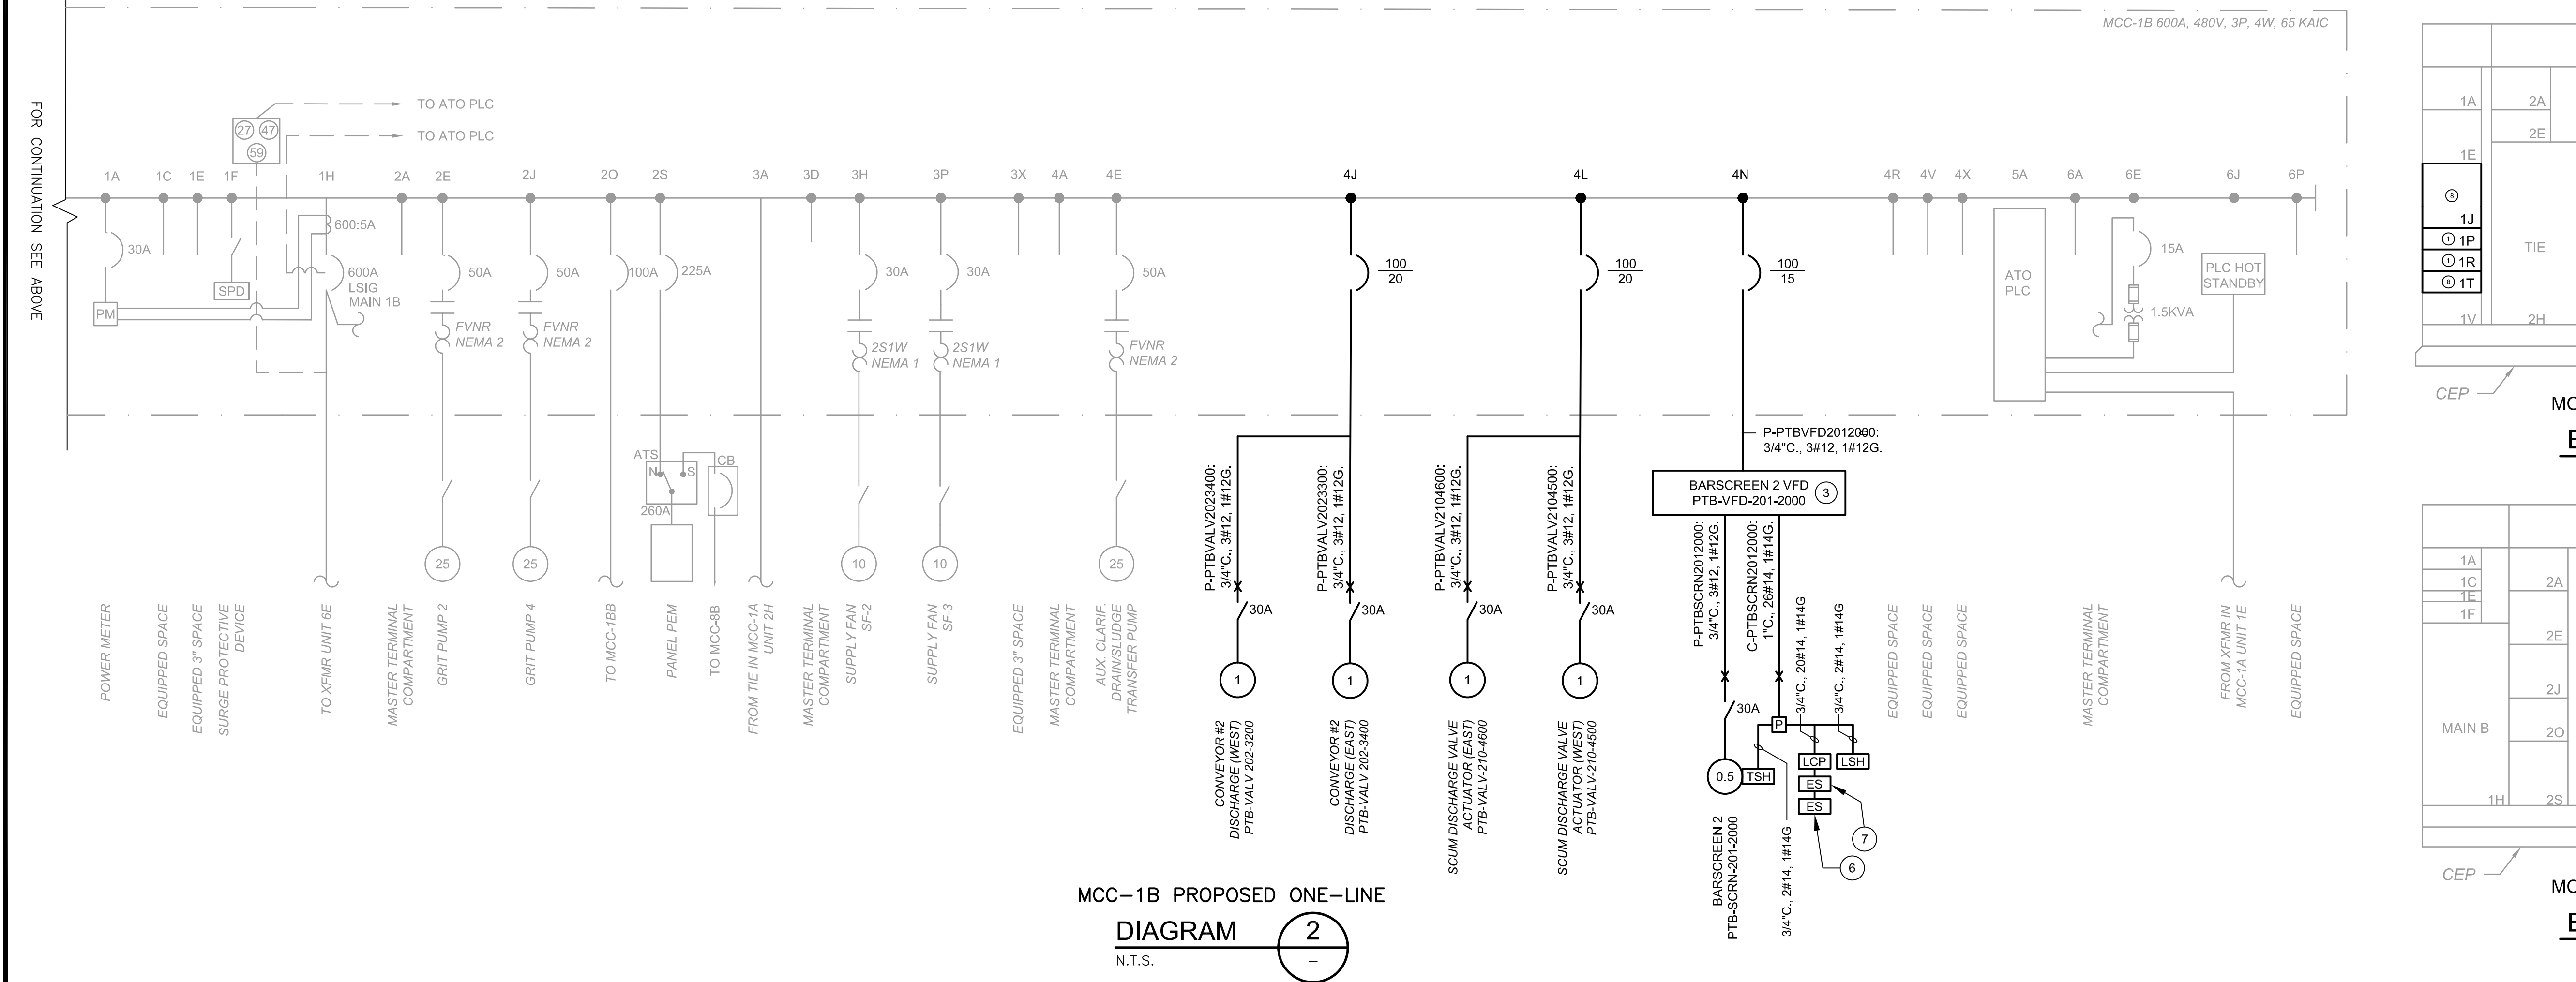 MCC-1B 600A, 480V, 3P, 4W, 65 KAIC
FOR CONTINUATION SEE ABOVE
TO ATO PLC
TO ATO PLC
27 47
59
1A 1C 1E 1F 1H 2A 2E 2J 2O 2S 3A 3D 3H 3P 3X 4A 4E 4J 4L 4N 4R 4V 4X 5A 6A 6E 6J 6P
30A
PM
SPD
600:5A
600A
LSIG
MAIN 1B
50A
FVNR
NEMA 2
50A
FVNR
NEMA 2
100A
225A
30A
2S1W
NEMA 1
30A
2S1W
NEMA 1
50A
FVNR
NEMA 2
100
20
100
20
100
15
ATO
PLC
15A
1.5KVA
PLC HOT
STANDBY
ATS
N S
260A
CB
25
25
10
10
25
P-PTBVALV2023400:
3/4"C., 3#12, 1#12G.
P-PTBVALV2023300:
3/4"C., 3#12, 1#12G.
P-PTBVALV2104600:
3/4"C., 3#12, 1#12G.
P-PTBVALV2104500:
3/4"C., 3#12, 1#12G.
P-PTBVFD2012000:
3/4"C., 3#12, 1#12G.
BARSCREEN 2 VFD
PTB-VFD-201-2000
3
P-PTBSCRN2012000:
3/4"C., 3#12, 1#12G.
C-PTBSCRN2012000:
1"C., 26#14, 1#14G.
3/4"C., 20#14, 1#14G
3/4"C., 2#14, 1#14G
30A
30A
30A
30A
30A
1
1
1
1
P
0.5
TSH
LCP
LSH
ES
ES
7
6
3/4"C., 2#14, 1#14G
POWER METER
EQUIPPED SPACE
EQUIPPED 3" SPACE
SURGE PROTECTIVE
DEVICE
TO XFMR UNIT 6E
MASTER TERMINAL
COMPARTMENT
GRIT PUMP 2
GRIT PUMP 4
TO MCC-1BB
PANEL PEM
TO MCC-8B
FROM TIE IN MCC-1A
UNIT 2H
MASTER TERMINAL
COMPARTMENT
SUPPLY FAN
SF-2
SUPPLY FAN
SF-3
EQUIPPED 3" SPACE
MASTER TERMINAL
COMPARTMENT
AUX. CLARIF.
DRAIN/SLUDGE
TRANSFER PUMP
CONVEYOR #2
DISCHARGE (WEST)
PTB-VALV 202-3200
CONVEYOR #2
DISCHARGE (EAST)
PTB-VALV 202-3400
SCUM DISCHARGE VALVE
ACTUATOR (EAST)
PTB-VALV-210-4600
SCUM DISCHARGE VALVE
ACTUATOR (WEST)
PTB-VALV-210-4500
BARSCREEN 2
PTB-SCRN-201-2000
EQUIPPED SPACE
EQUIPPED SPACE
EQUIPPED SPACE
MASTER TERMINAL
COMPARTMENT
FROM XFMR IN
MCC-1A UNIT 1E
EQUIPPED SPACE
MCC-1B PROPOSED ONE-LINE
DIAGRAM
2
–
N.T.S.
1A
2A
2E
1E
8
1J
1 1P
1 1R
8 1T
1V
TIE
2H
CEP
1A
1C
1E
1F
2A
2E
2J
MAIN B
2O
1H
2S
CEP